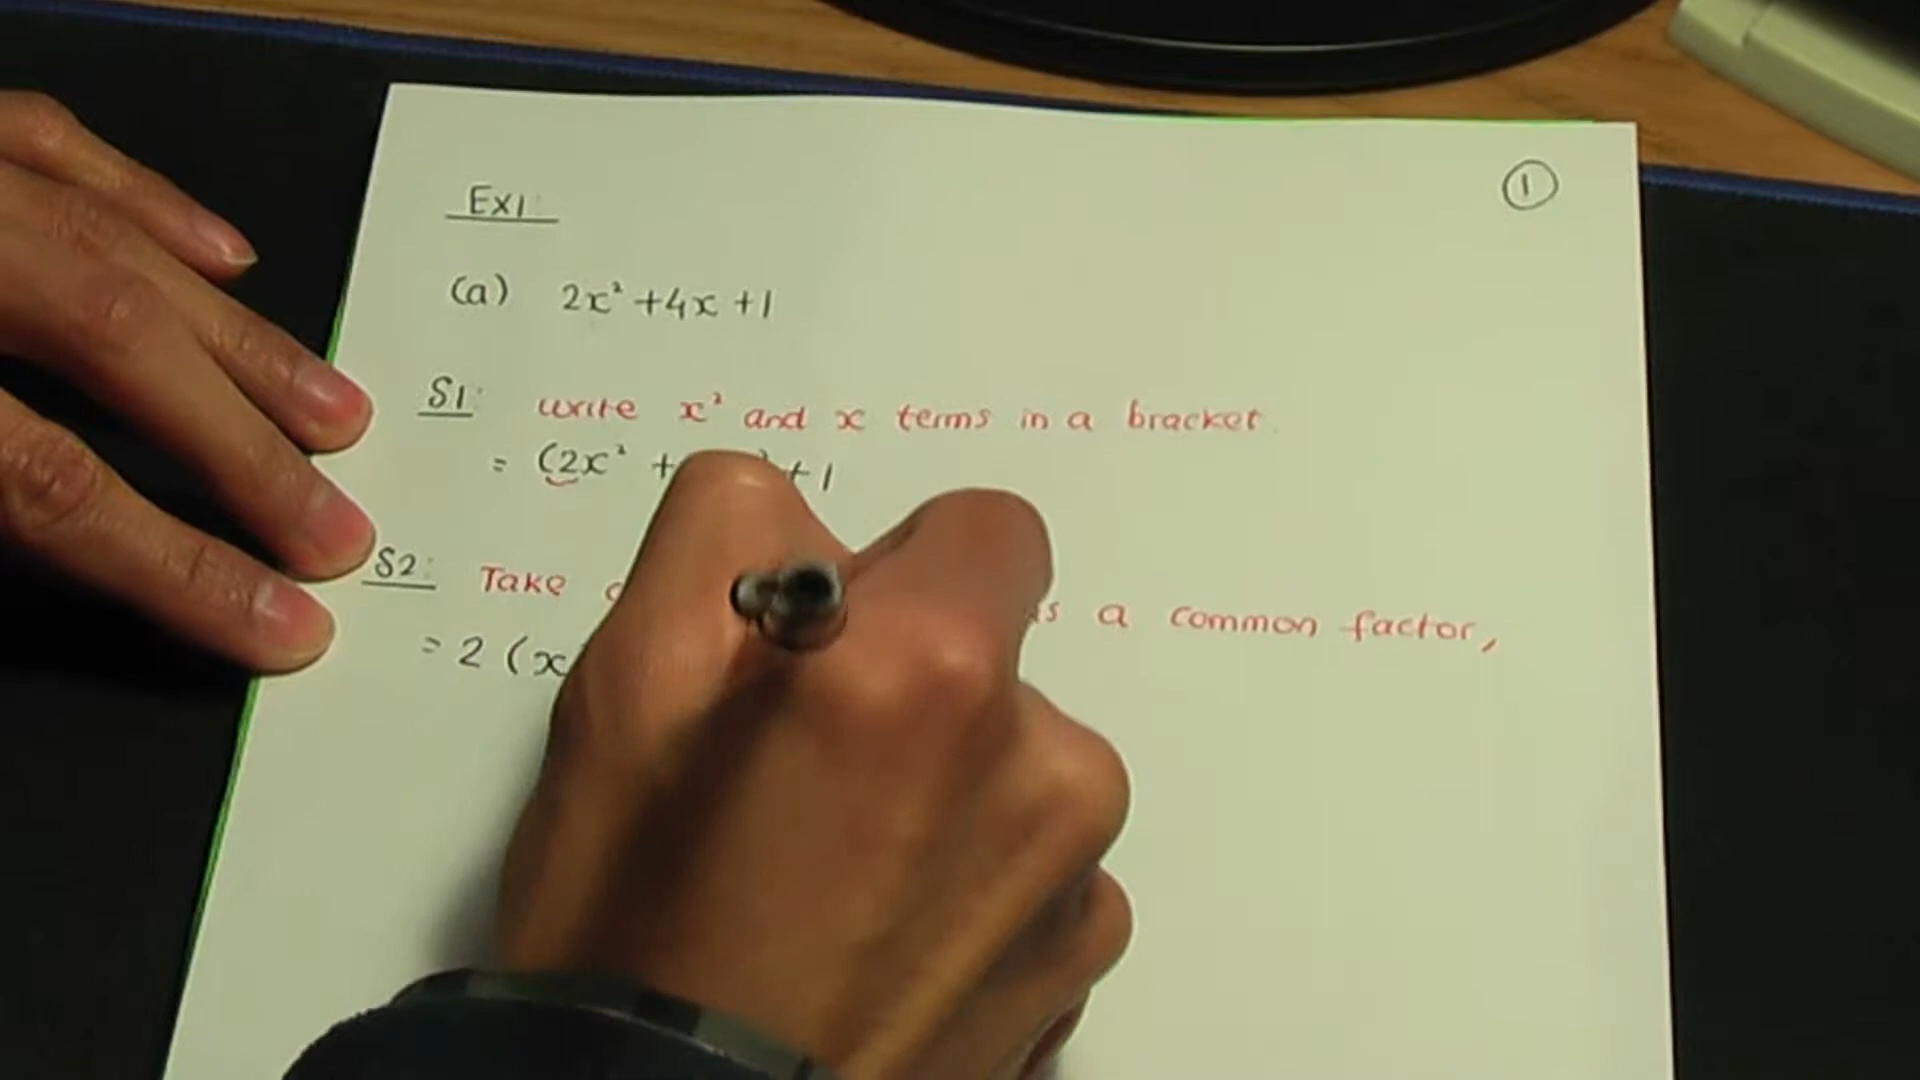 ①
Ex1:
(a) 2x² +4x +1
S1: write x² and x terms in a bracket.
= (2x² + ) +1
S2: Take a common factor,
= 2 (x